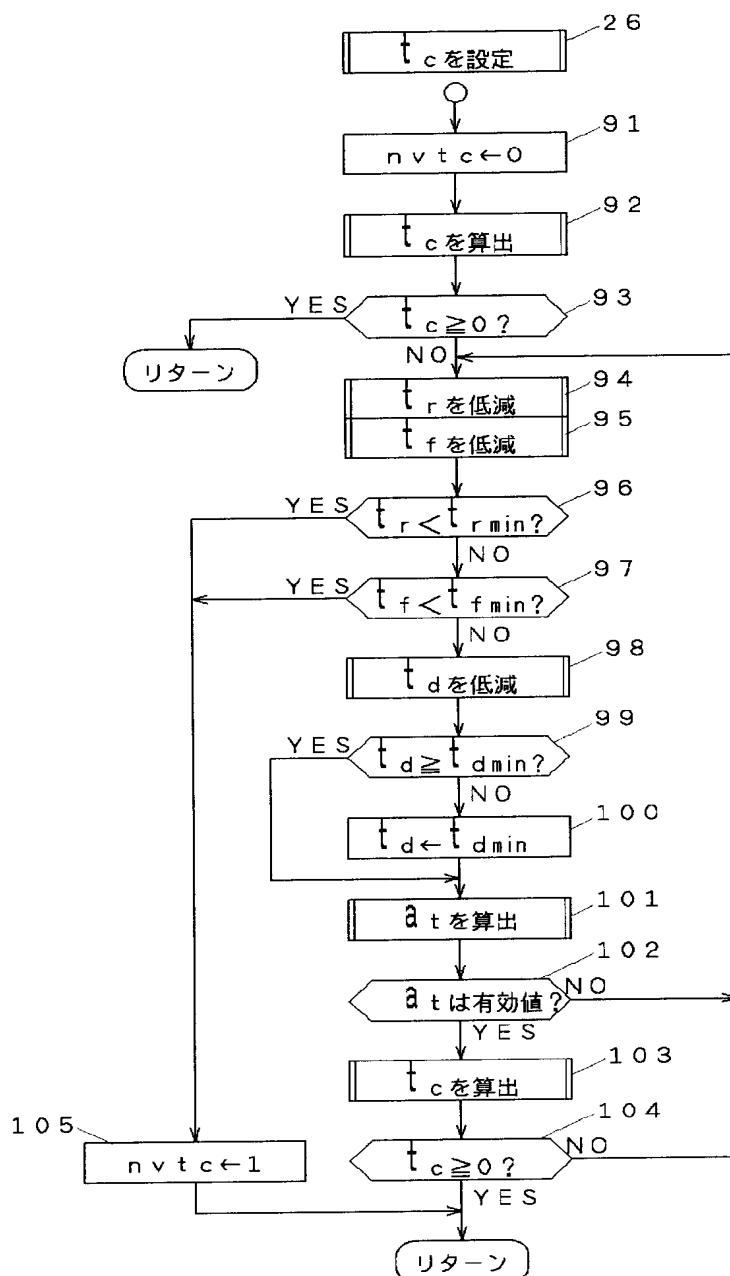 26
tcを設定
91
nvtc←0
92
tcを算出
93
YES
tc≧0?
NO
リターン
94
trを低減
95
tfを低減
96
YES
tr<trmin?
NO
97
YES
tf<tfmin?
NO
98
tdを低減
99
YES
td≧tdmin?
NO
100
td←tdmin
101
atを算出
102
NO
atは有効値?
YES
103
tcを算出
104
105
NO
nvtc←1
tc≧0?
YES
リターン